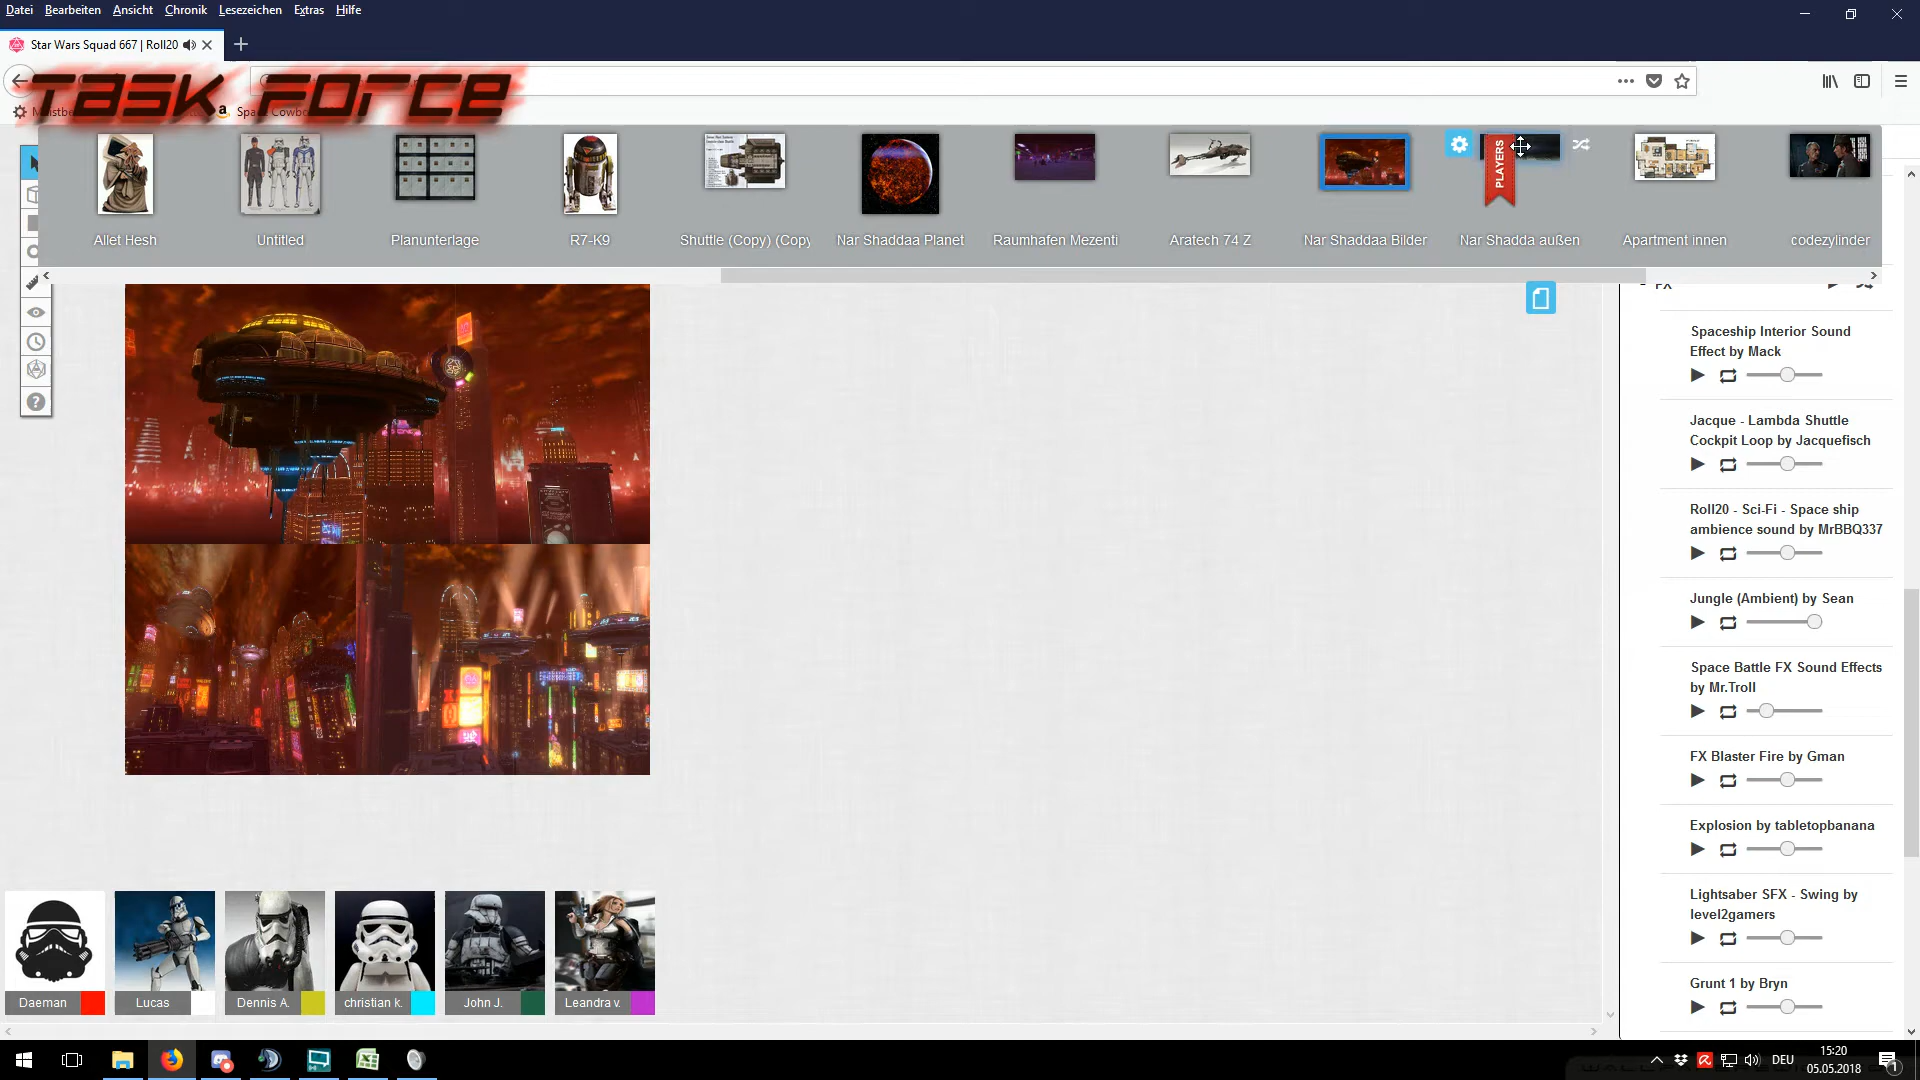 Datei Bearbeiten Ansicht Chronik Lesezeichen Extras Hilfe
Star Wars Squad 667 | Roll20
TASK FORCE
PLAYERS
Allet Hesh
Untitled
Planunterlage
R7-K9
Shuttle (Copy) (Copy
Nar Shaddaa Planet
Raumhafen Mezenti
Aratech 74 Z
Nar Shaddaa Bilder
Nar Shadda außen
Apartment innen
codezylinder
FX
Spaceship Interior Sound
Effect by Mack
Jacque - Lambda Shuttle
Cockpit Loop by Jacquefisch
Roll20 - Sci-Fi - Space ship
ambience sound by MrBBQ337
Jungle (Ambient) by Sean
Space Battle FX Sound Effects
by Mr.Troll
FX Blaster Fire by Gman
Explosion by tabletopbanana
Lightsaber SFX - Swing by
level2gamers
Grunt 1 by Bryn
Daeman
Lucas
Dennis A.
christian k.
John J.
Leandra v.
DEU
15:20
05.05.2018
1